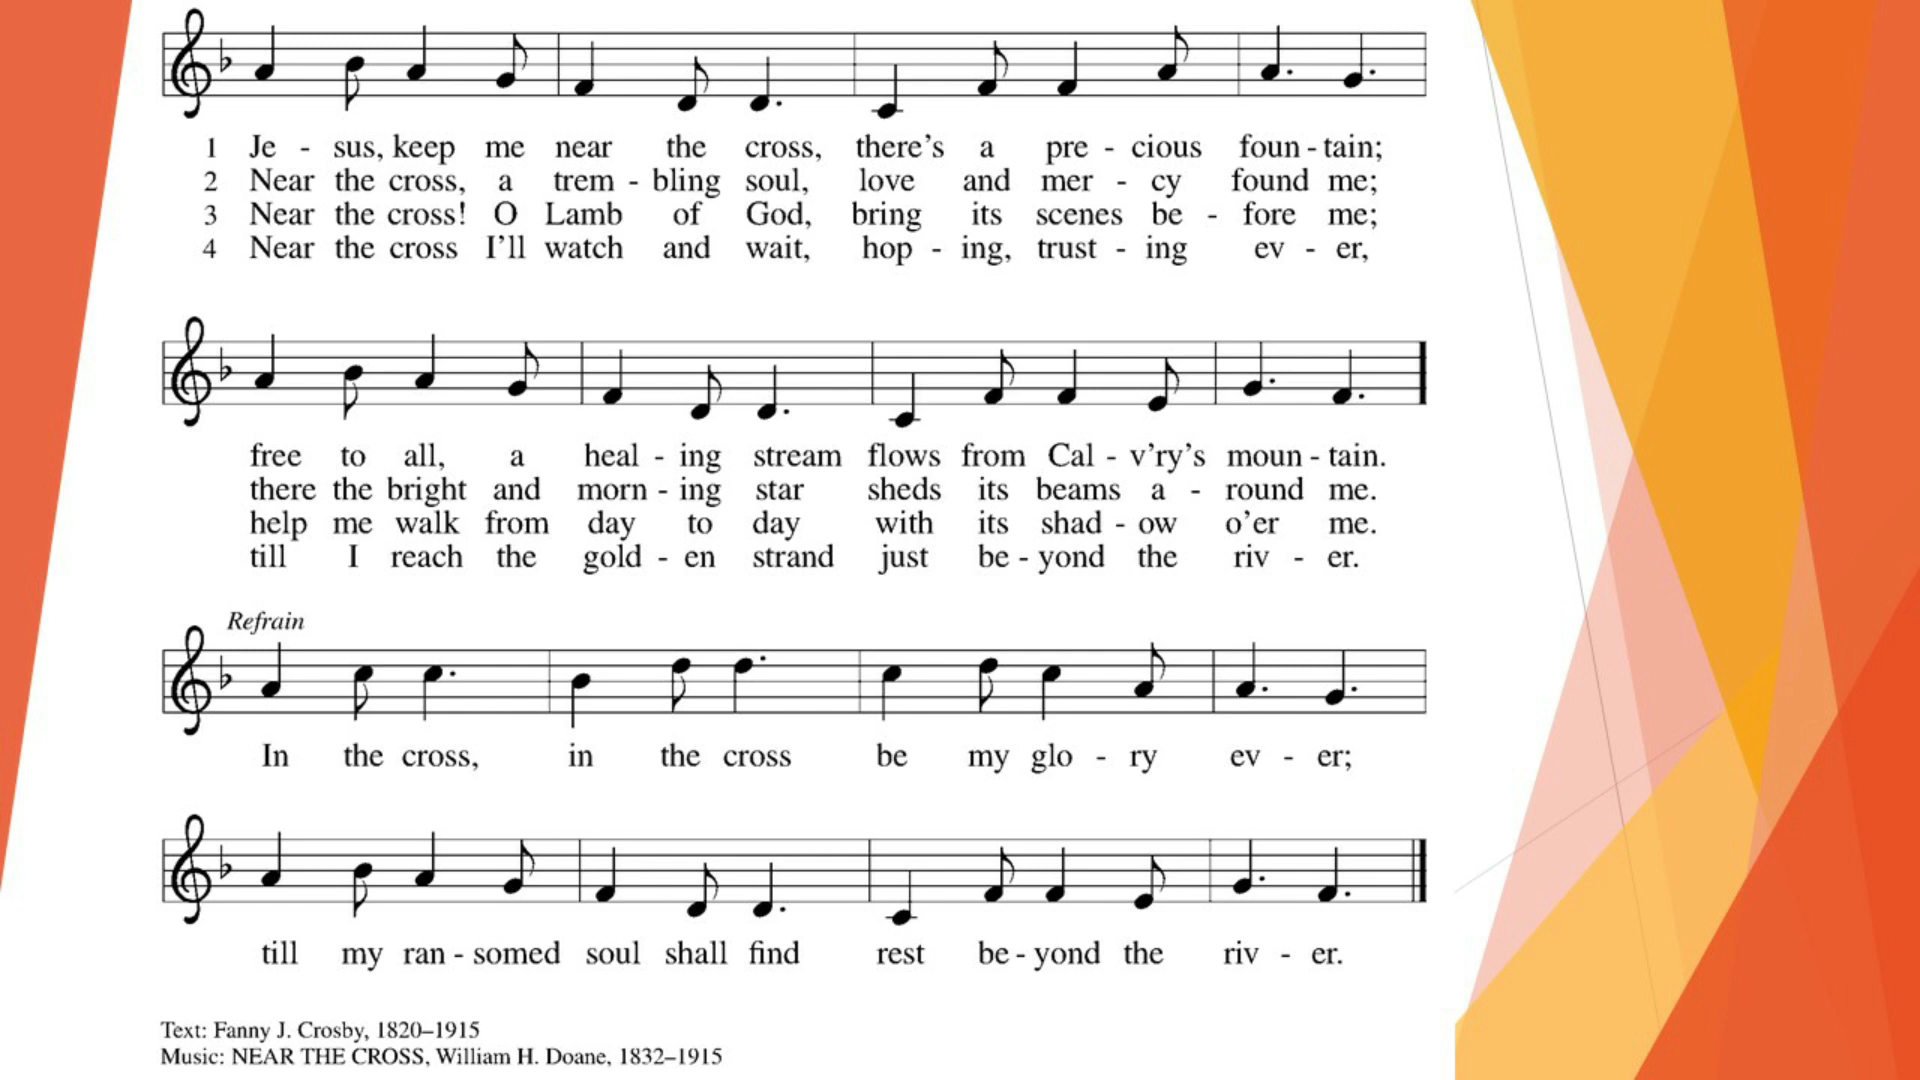 1 Je - sus, keep me near the cross, there's a pre - cious foun - tain;
2 Near the cross, a trem - bling soul, love and mer - cy found me;
3 Near the cross! O Lamb of God, bring its scenes be - fore me;
4 Near the cross I'll watch and wait, hop - ing, trust - ing ev - er,
free to all, a heal - ing stream flows from Cal - v'ry's moun - tain.
there the bright and morn - ing star sheds its beams a - round me.
help me walk from day to day with its shad - ow o'er me.
till I reach the gold - en strand just be - yond the riv - er.
Refrain
In the cross, in the cross be my glo - ry ev - er;
till my ran - somed soul shall find rest be - yond the riv - er.
Text: Fanny J. Crosby, 1820–1915
Music: NEAR THE CROSS, William H. Doane, 1832–1915